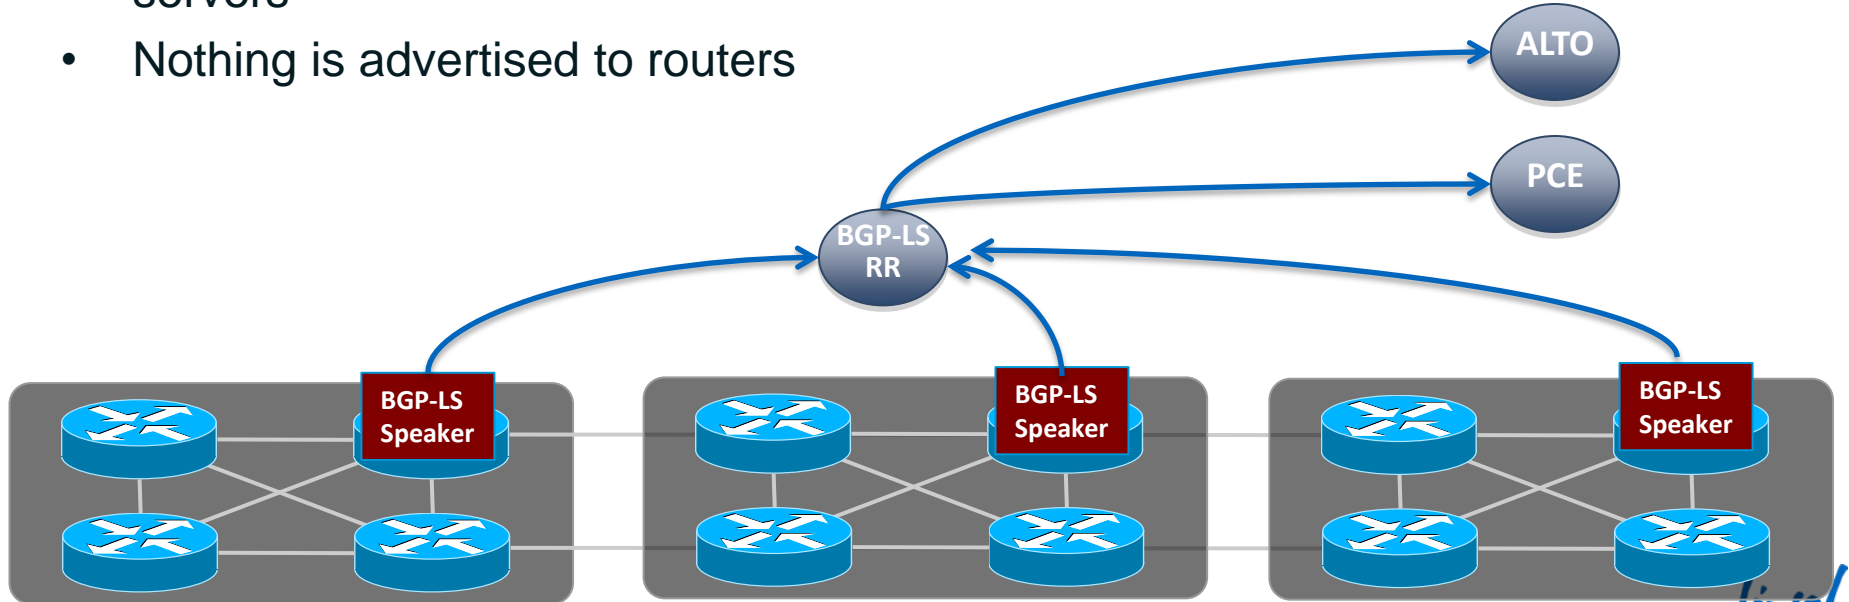 servers
• Nothing is advertised to routers
ALTO
PCE
BGP-LS
RR
BGP-LS
Speaker
BGP-LS
Speaker
BGP-LS
Speaker